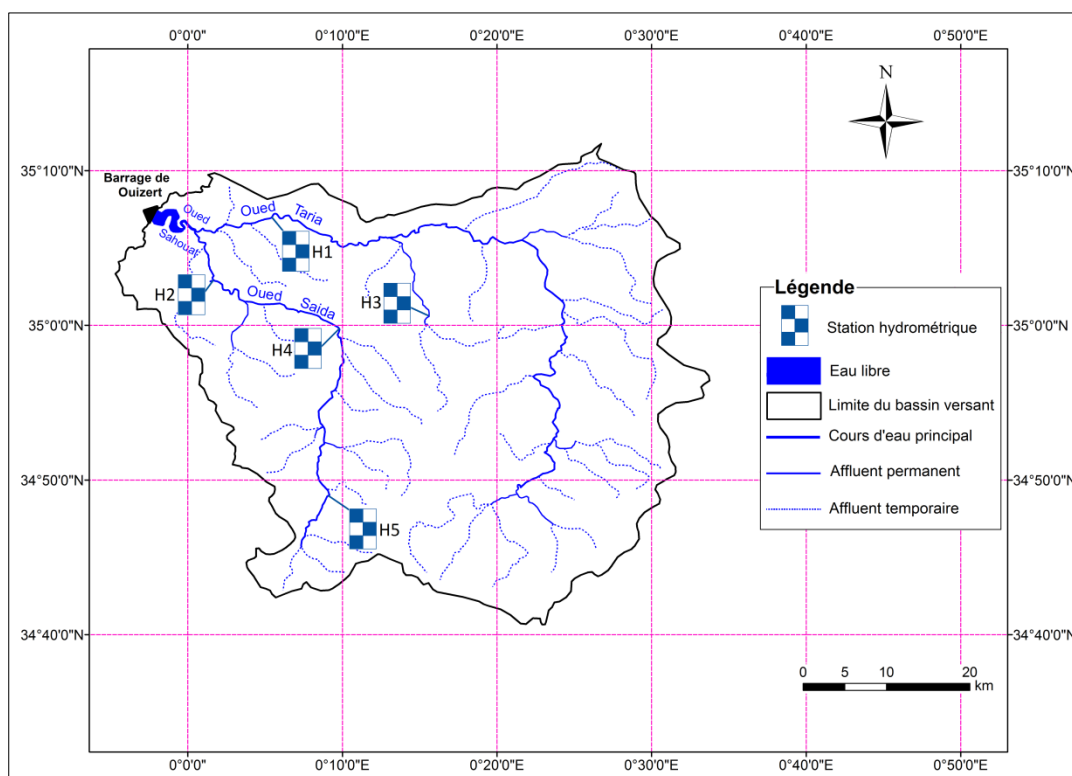 0°0'0" 0°10'0"E 0°20'0"E 0°30'0"E 0°40'0"E 0°50'0"E
N
35°10'0"N 35°10'0"N
Barrage de
Ouizert
Oued
Sahouat
Oued Taria
H1
H2
Oued Saida
H3
H4
35°0'0"N 35°0'0"N
Légende
Station hydrométrique
Eau libre
Limite du bassin versant
Cours d'eau principal
Affluent permanent
Affluent temporaire
34°50'0"N 34°50'0"N
H5
34°40'0"N 34°40'0"N
0 5 10 20
km
0°0'0" 0°10'0"E 0°20'0"E 0°30'0"E 0°40'0"E 0°50'0"E